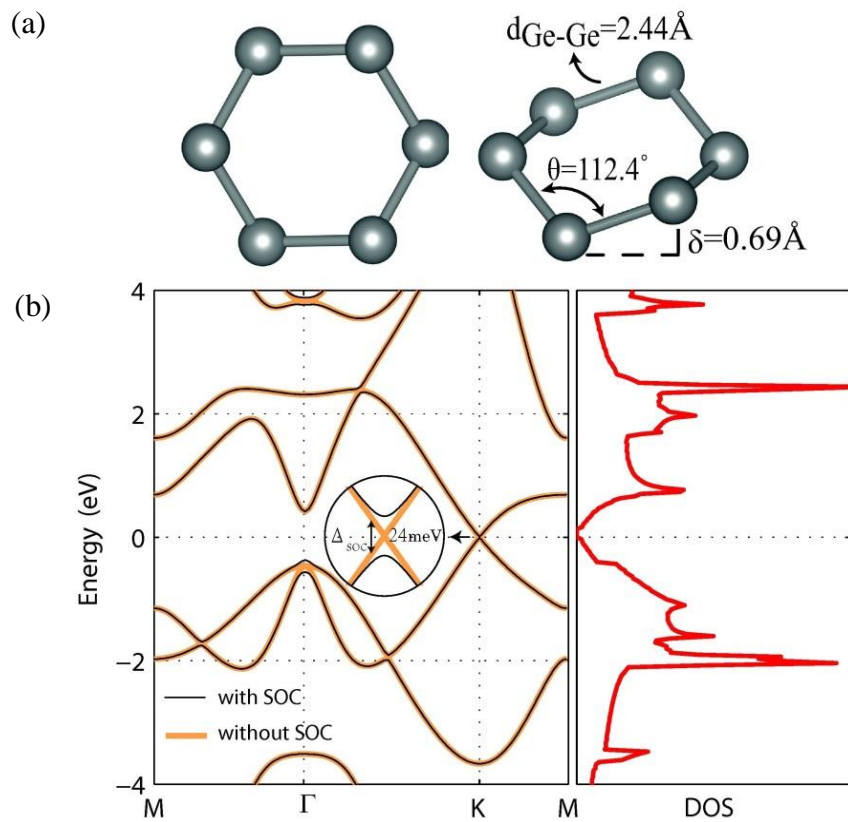 (a)
dGe-Ge=2.44Å
θ=112.4°
δ=0.69Å
(b)
Energy (eV)
4
2
0
−2
−4
ΔSOC 24meV
with SOC
without SOC
M Γ K M DOS